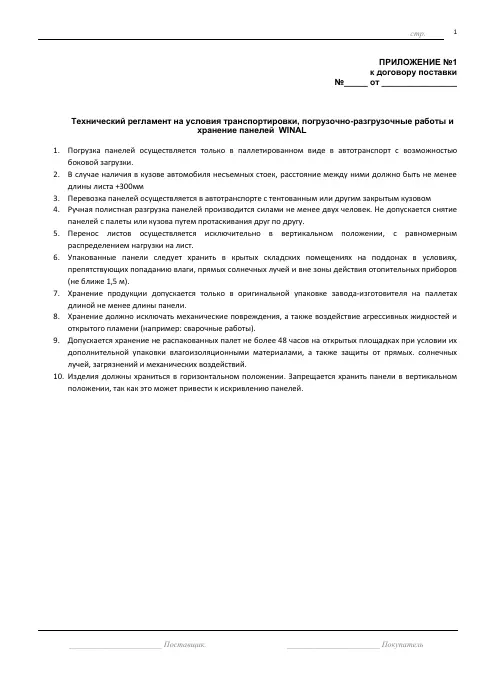 стр. 1
ПРИЛОЖЕНИЕ №1
к договору поставки
№_____ от ________________
Технический регламент на условия транспортировки, погрузочно-разгрузочные работы и
хранение панелей WINAL
1. Погрузка панелей осуществляется только в паллетированном виде в автотранспорт с возможностью
боковой загрузки.
2. В случае наличия в кузове автомобиля несъемных стоек, расстояние между ними должно быть не менее
длины листа +300мм
3. Перевозка панелей осуществляется в автотранспорте с тентованным или другим закрытым кузовом
4. Ручная полистная разгрузка панелей производится силами не менее двух человек. Не допускается снятие
панелей с палеты или кузова путем протаскивания друг по другу.
5. Перенос листов осуществляется исключительно в вертикальном положении, с равномерным
распределением нагрузки на лист.
6. Упакованные панели следует хранить в крытых складских помещениях на поддонах в условиях,
препятствующих попаданию влаги, прямых солнечных лучей и вне зоны действия отопительных приборов
(не ближе 1,5 м).
7. Хранение продукции допускается только в оригинальной упаковке завода-изготовителя на паллетах
длиной не менее длины панели.
8. Хранение должно исключать механические повреждения, а также воздействие агрессивных жидкостей и
открытого пламени (например: сварочные работы).
9. Допускается хранение не распакованных палет не более 48 часов на открытых площадках при условии их
дополнительной упаковки влагоизоляционными материалами, а также защиты от прямых. солнечных
лучей, загрязнений и механических воздействий.
10. Изделия должны храниться в горизонтальном положении. Запрещается хранить панели в вертикальном
положении, так как это может привести к искривлению панелей.
______________________ Поставщик. ______________________ Покупатель